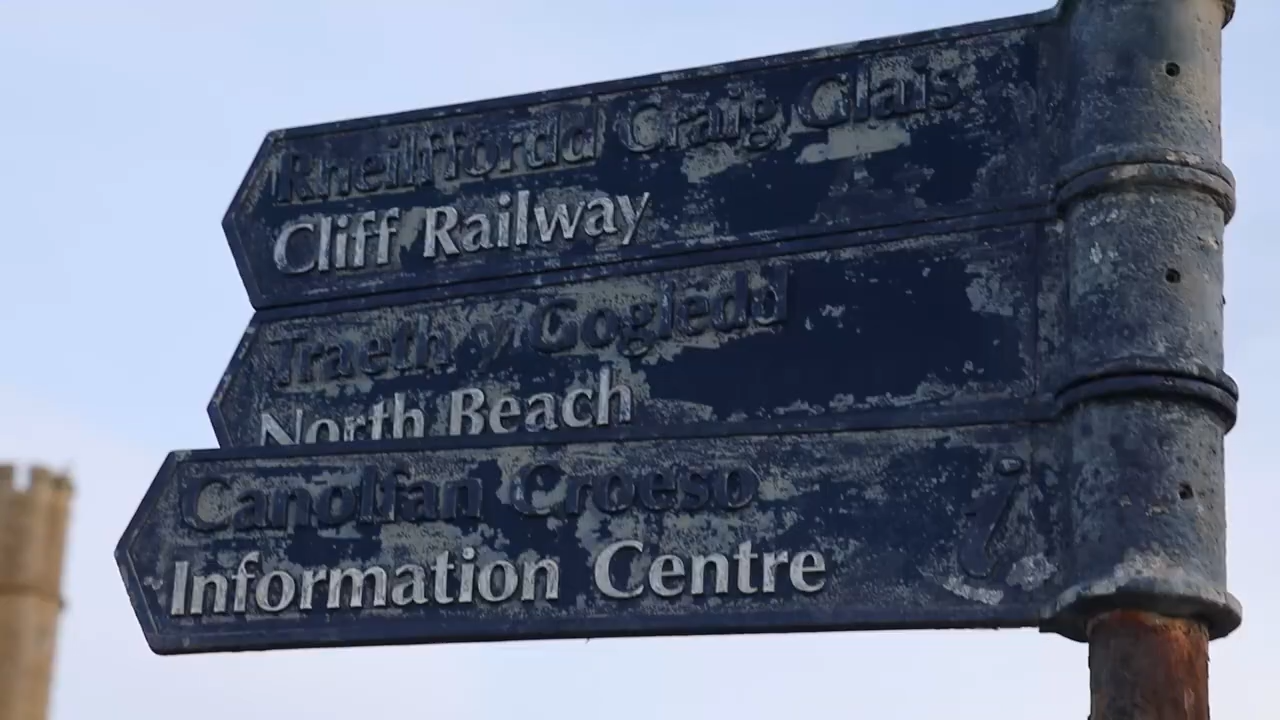 Rheilffordd Craig Glais
Cliff Railway
Traeth y Gogledd
North Beach
Canolfan Croeso
Information Centre
i